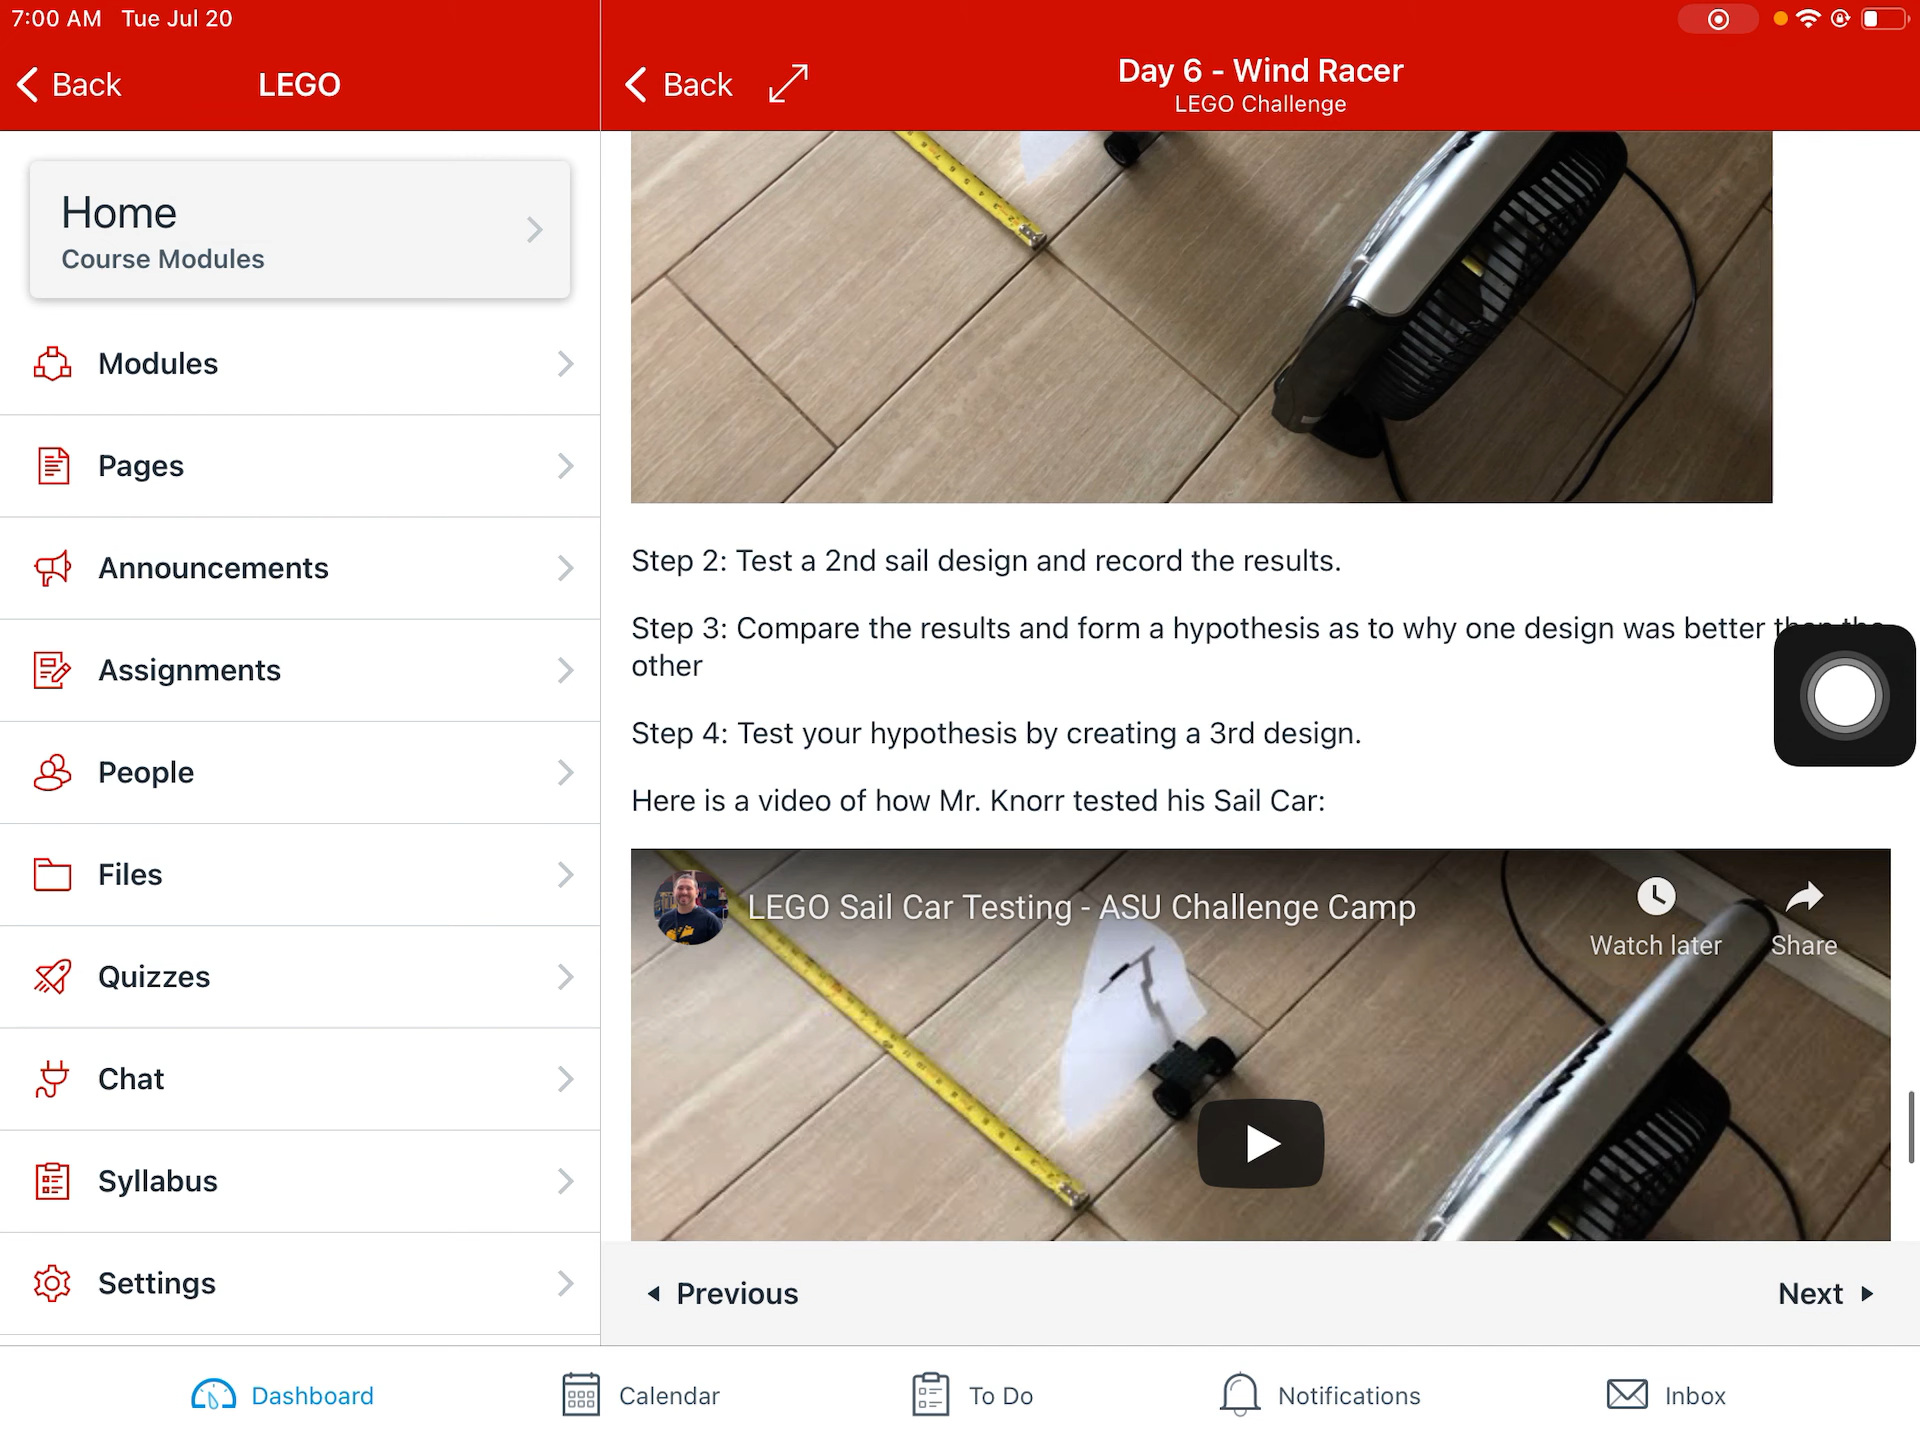 7:00 AM Tue Jul 20
Back
LEGO
Back
Day 6 - Wind Racer
LEGO Challenge
Home
Course Modules
Modules
Pages
Announcements
Assignments
People
Files
Quizzes
Chat
Syllabus
Settings
Step 2: Test a 2nd sail design and record the results.
Step 3: Compare the results and form a hypothesis as to why one design was better than the
other
Step 4: Test your hypothesis by creating a 3rd design.
Here is a video of how Mr. Knorr tested his Sail Car:
LEGO Sail Car Testing - ASU Challenge Camp
Watch later
Share
Previous
Next
Dashboard
Calendar
To Do
Notifications
Inbox